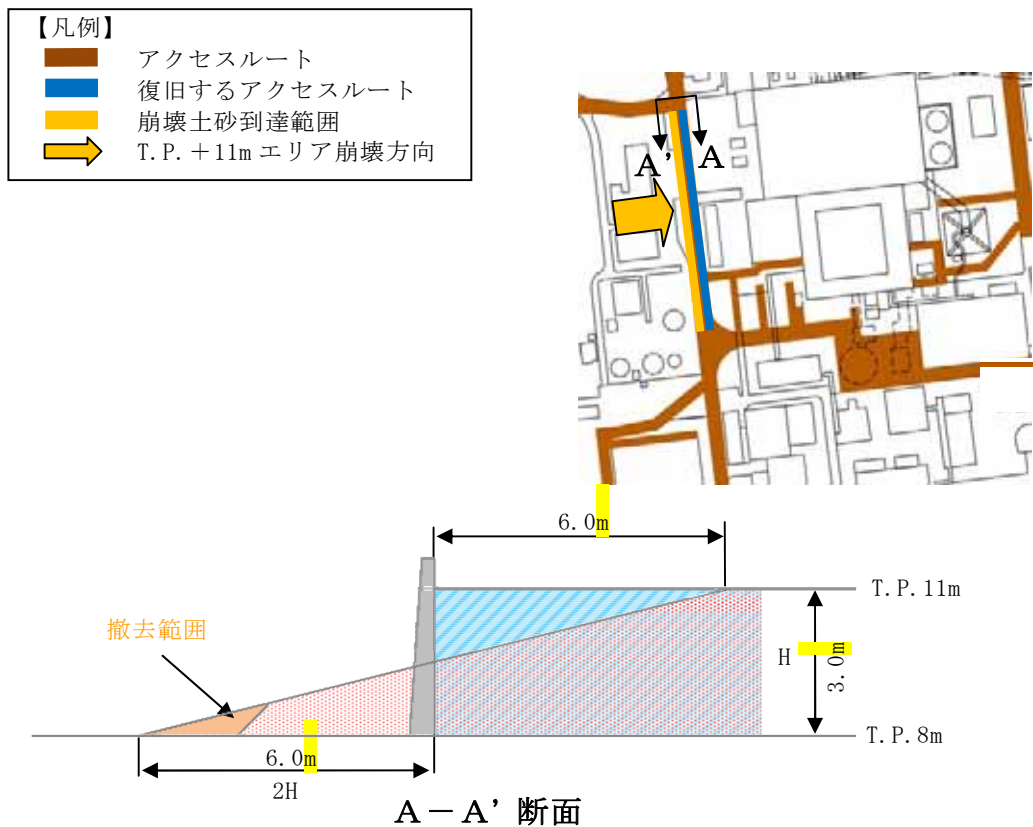 【凡例】
アクセスルート
復旧するアクセスルート
崩壊土砂到達範囲
T.P.+11mエリア崩壊方向
A' A
6.0m
T.P.11m
撤去範囲
H
3.0m
T.P.8m
6.0m
2H
A-A' 断面